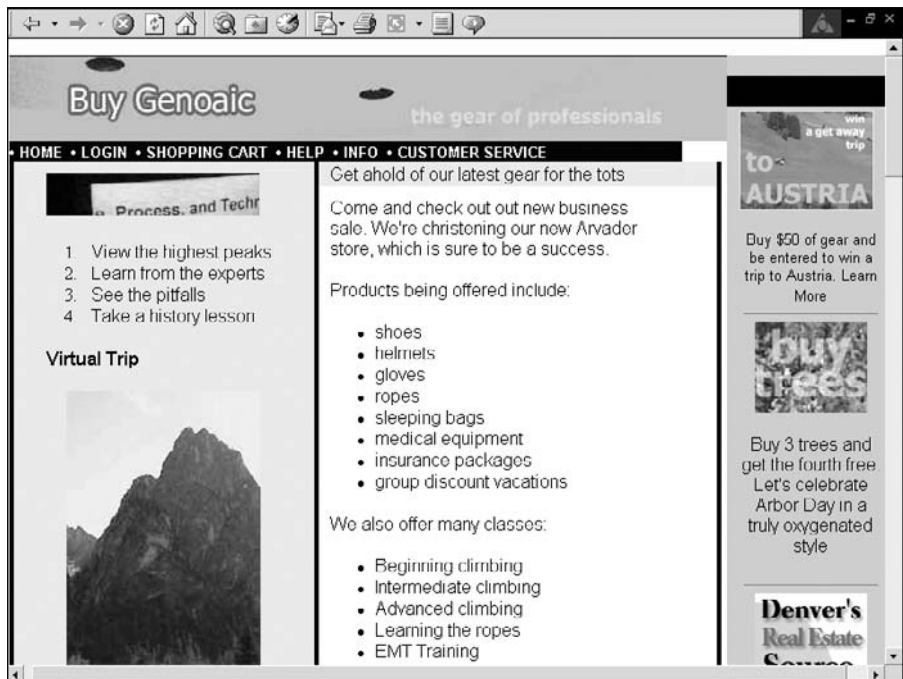 Buy Genoaic
the gear of professionals
• HOME • LOGIN • SHOPPING CART • HELP • INFO • CUSTOMER SERVICE
Process, and Techn
1. View the highest peaks
2. Learn from the experts
3. See the pitfalls
4. Take a history lesson
Virtual Trip
Get ahold of our latest gear for the tots
Come and check out out new business
sale. We're christening our new Arvader
store, which is sure to be a success.
Products being offered include:
• shoes
• helmets
• gloves
• ropes
• sleeping bags
• medical equipment
• insurance packages
• group discount vacations
We also offer many classes:
• Beginning climbing
• Intermediate climbing
• Advanced climbing
• Learning the ropes
• EMT Training
win
a get away
trip
to
AUSTRIA
Buy $50 of gear and
be entered to win a
trip to Austria. Learn
More
buy
trees
Buy 3 trees and
get the fourth free.
Let's celebrate
Arbor Day in a
truly oxygenated
style
Denver's
Real Estate
Source